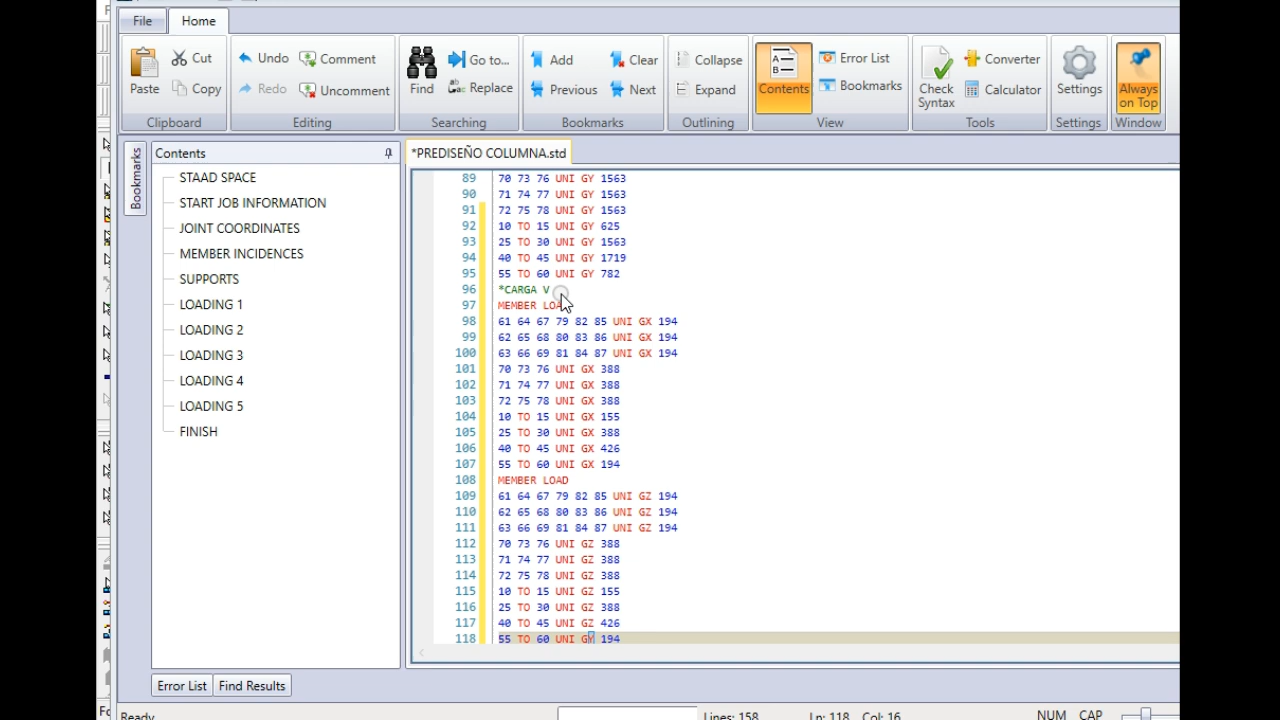 File Home
Paste Cut Copy Clipboard
Undo Redo Comment Uncomment Editing
Find Go to... Replace Searching
Add Previous Clear Next Bookmarks
Collapse Expand Outlining
Contents Error List Bookmarks View
Check Syntax Converter Calculator Tools
Settings Settings
Always on Top Window
Bookmarks
Contents
STAAD SPACE
START JOB INFORMATION
JOINT COORDINATES
MEMBER INCIDENCES
SUPPORTS
LOADING 1
LOADING 2
LOADING 3
LOADING 4
LOADING 5
FINISH
*PREDISEÑO COLUMNA.std
89 70 73 76 UNI GY 1563
90 71 74 77 UNI GY 1563
91 72 75 78 UNI GY 1563
92 10 TO 15 UNI GY 625
93 25 TO 30 UNI GY 1563
94 40 TO 45 UNI GY 1719
95 55 TO 60 UNI GY 782
96 *CARGA V
97 MEMBER LOAD
98 61 64 67 79 82 85 UNI GX 194
99 62 65 68 80 83 86 UNI GX 194
100 63 66 69 81 84 87 UNI GX 194
101 70 73 76 UNI GX 388
102 71 74 77 UNI GX 388
103 72 75 78 UNI GX 388
104 10 TO 15 UNI GX 155
105 25 TO 30 UNI GX 388
106 40 TO 45 UNI GX 426
107 55 TO 60 UNI GX 194
108 MEMBER LOAD
109 61 64 67 79 82 85 UNI GZ 194
110 62 65 68 80 83 86 UNI GZ 194
111 63 66 69 81 84 87 UNI GZ 194
112 70 73 76 UNI GZ 388
113 71 74 77 UNI GZ 388
114 72 75 78 UNI GZ 388
115 10 TO 15 UNI GZ 155
116 25 TO 30 UNI GZ 388
117 40 TO 45 UNI GZ 426
118 55 TO 60 UNI GY 194
Error List Find Results
Ready Lines: 158 Ln: 118 Col: 16 NUM CAP